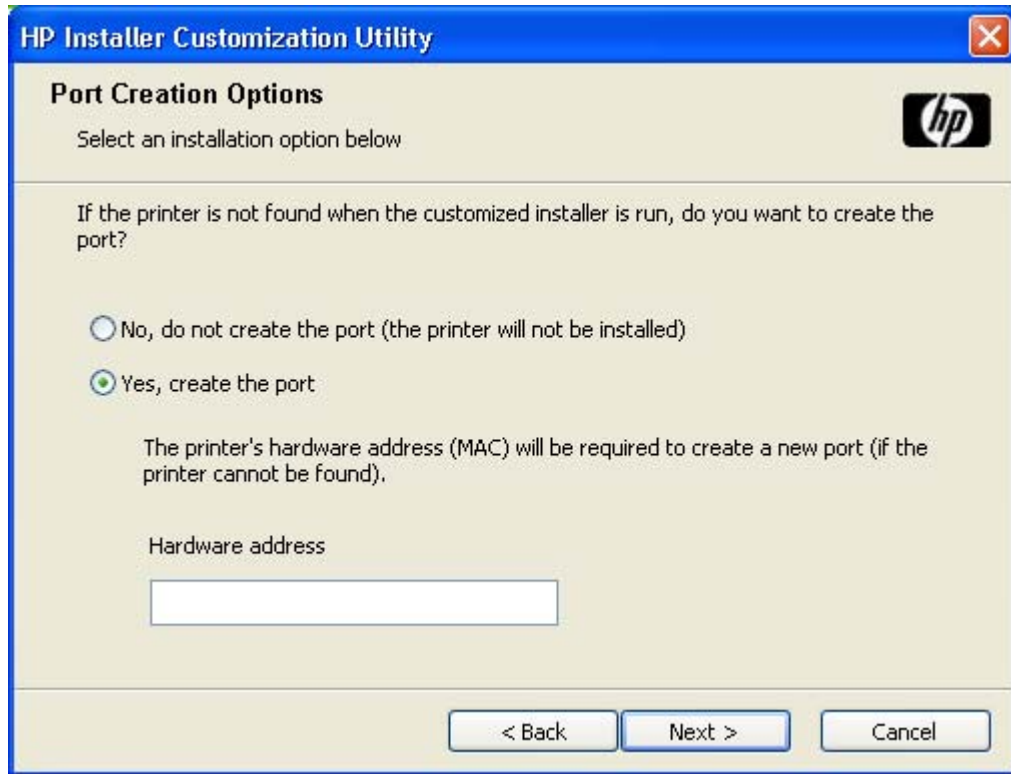 HP Installer Customization Utility
Port Creation Options
hp
Select an installation option below
If the printer is not found when the customized installer is run, do you want to create the
port?
No, do not create the port (the printer will not be installed)
Yes, create the port
The printer's hardware address (MAC) will be required to create a new port (if the
printer cannot be found).
Hardware address
< Back
Next >
Cancel